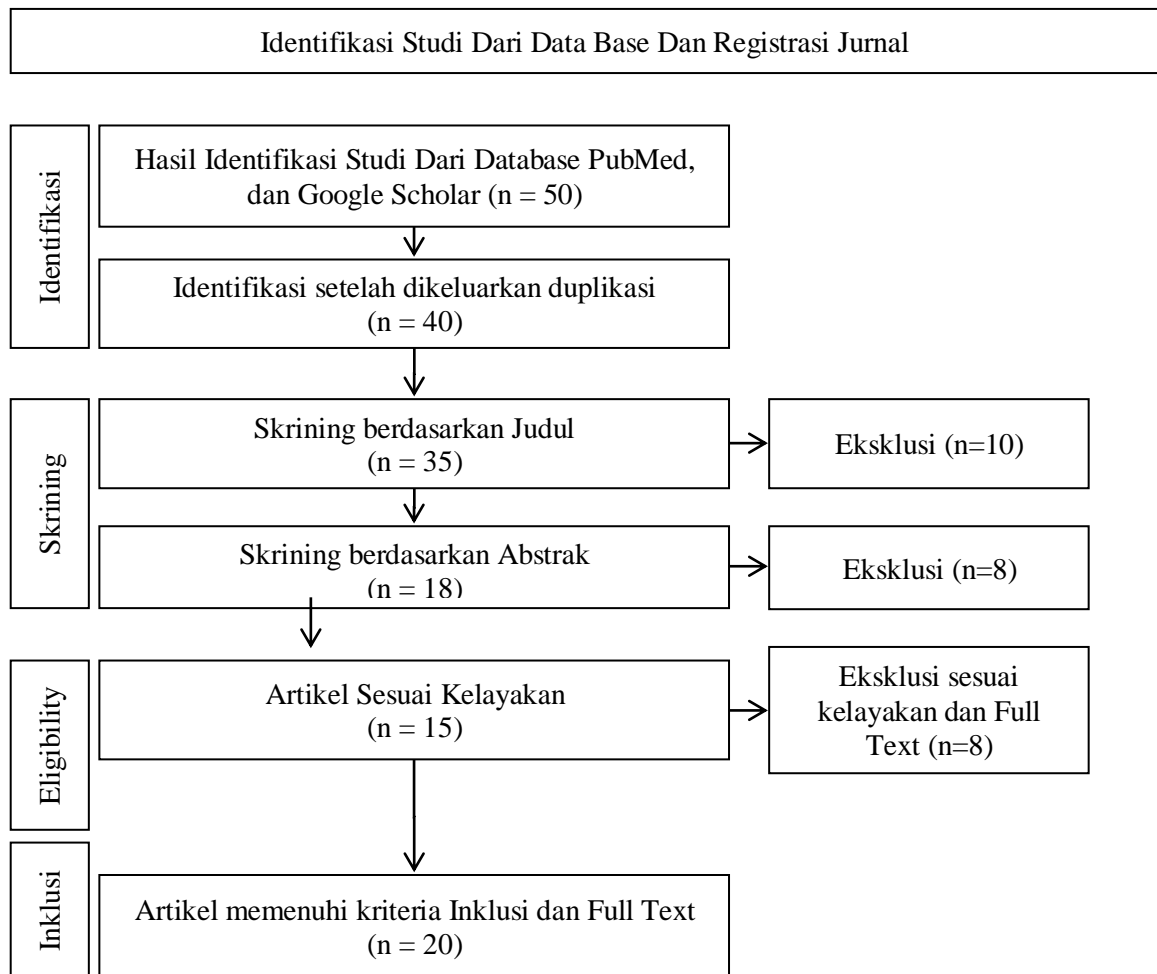 Identifikasi Studi Dari Data Base Dan Registrasi Jurnal
Identifikasi
Hasil Identifikasi Studi Dari Database PubMed,
dan Google Scholar (n = 50)
Identifikasi setelah dikeluarkan duplikasi
(n = 40)
Skrining
Skrining berdasarkan Judul
(n = 35)
Eksklusi (n=10)
Skrining berdasarkan Abstrak
(n = 18)
Eksklusi (n=8)
Eligibility
Artikel Sesuai Kelayakan
(n = 15)
Eksklusi sesuai
kelayakan dan Full
Text (n=8)
Inklusi
Artikel memenuhi kriteria Inklusi dan Full Text
(n = 20)